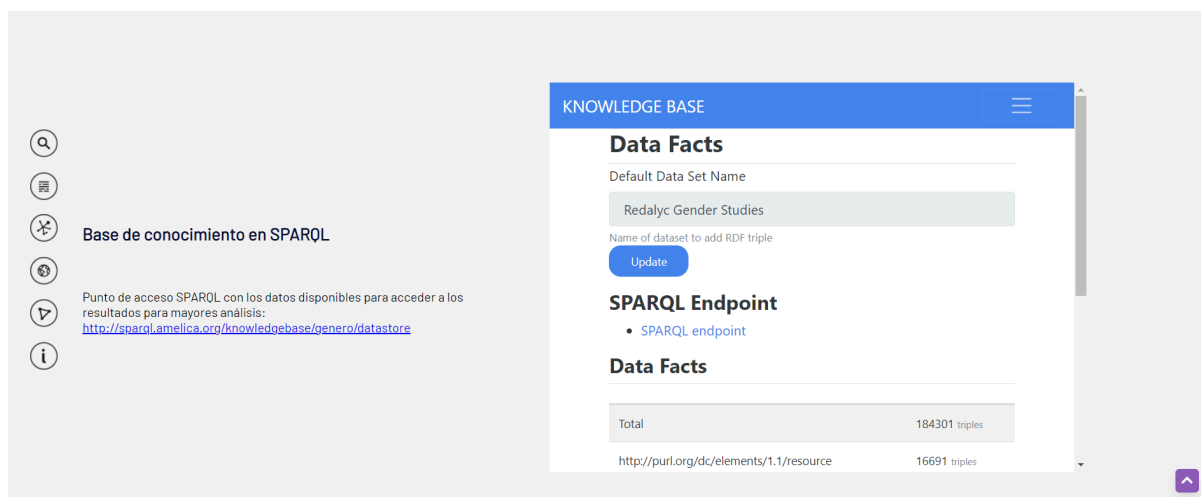 Base de conocimiento en SPARQL
Punto de acceso SPARQL con los datos disponibles para acceder a los
resultados para mayores análisis:
http://sparql.amelica.org/knowledgebase/genero/datastore
KNOWLEDGE BASE
Data Facts
Default Data Set Name
Redalyc Gender Studies
Name of dataset to add RDF triple
Update
SPARQL Endpoint
SPARQL endpoint
Data Facts
Total 184301 triples
http://purl.org/dc/elements/1.1/resource 16691 triples